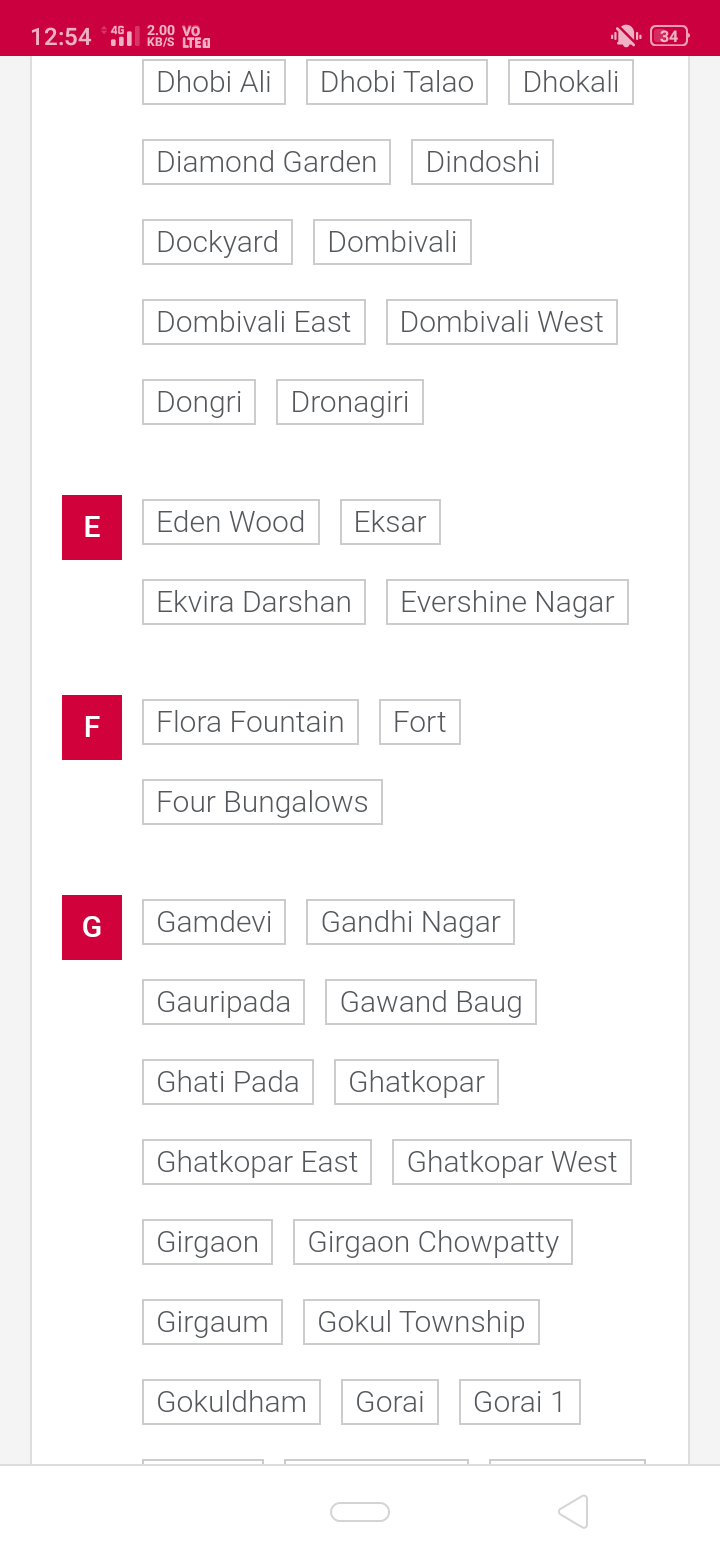 12:54 4G 2.00 KB/S VO LTE 34
Dhobi Ali Dhobi Talao Dhokali
Diamond Garden Dindoshi
Dockyard Dombivali
Dombivali East Dombivali West
Dongri Dronagiri
E Eden Wood Eksar
Ekvira Darshan Evershine Nagar
F Flora Fountain Fort
Four Bungalows
G Gamdevi Gandhi Nagar
Gauripada Gawand Baug
Ghati Pada Ghatkopar
Ghatkopar East Ghatkopar West
Girgaon Girgaon Chowpatty
Girgaum Gokul Township
Gokuldham Gorai Gorai 1